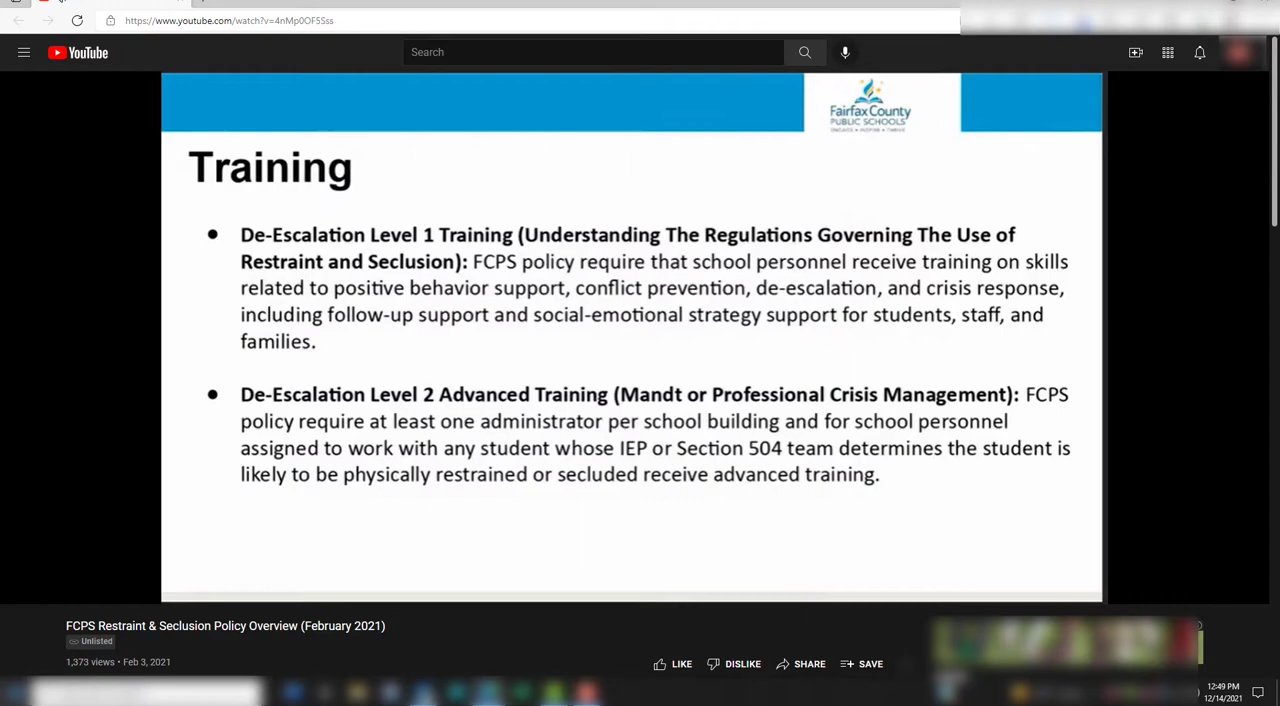 https://www.youtube.com/watch?v=4nMp0OF5Sss
YouTube
Search
Fairfax County
PUBLIC SCHOOLS
ENGAGE • INSPIRE • THRIVE
Training
• De-Escalation Level 1 Training (Understanding The Regulations Governing The Use of
Restraint and Seclusion): FCPS policy require that school personnel receive training on skills
related to positive behavior support, conflict prevention, de-escalation, and crisis response,
including follow-up support and social-emotional strategy support for students, staff, and
families.
• De-Escalation Level 2 Advanced Training (Mandt or Professional Crisis Management): FCPS
policy require at least one administrator per school building and for school personnel
assigned to work with any student whose IEP or Section 504 team determines the student is
likely to be physically restrained or secluded receive advanced training.
FCPS Restraint & Seclusion Policy Overview (February 2021)
Unlisted
1,373 views • Feb 3, 2021
LIKE DISLIKE SHARE SAVE
12:49 PM
12/14/2021